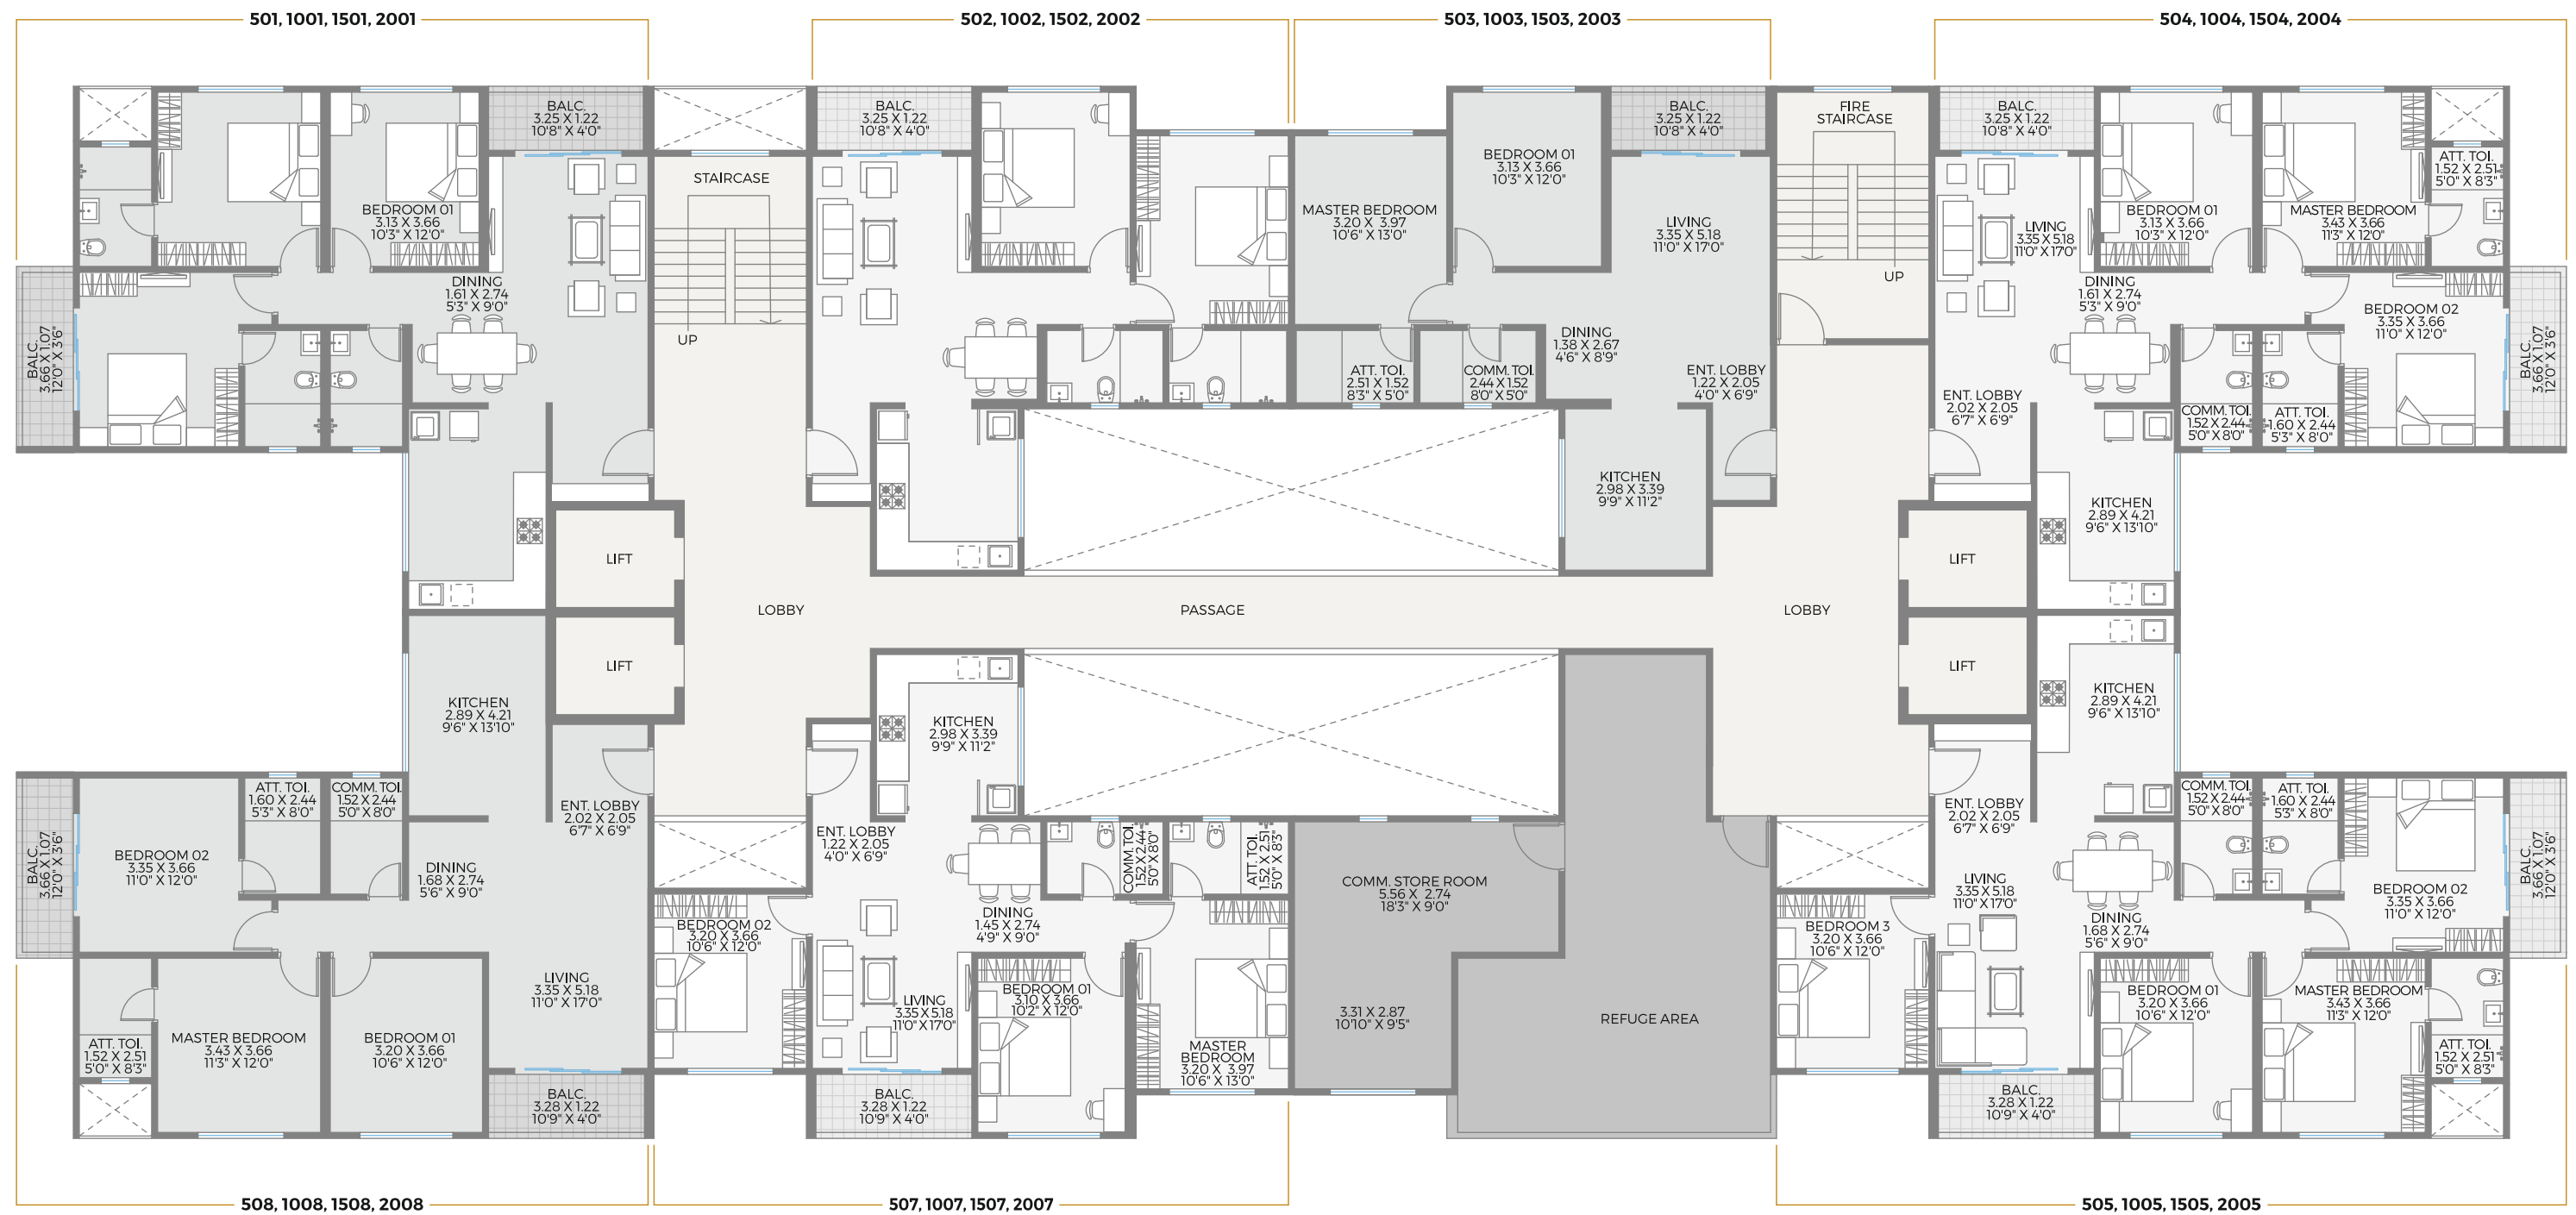 501, 1001, 1501, 2001
502, 1002, 1502, 2002
503, 1003, 1503, 2003
504, 1004, 1504, 2004
BALC.
3.25 X 1.22
10'8" X 4'0"
BEDROOM 01
3.13 X 3.66
10'3" X 12'0"
DINING
1.61 X 2.74
5'3" X 9'0"
BALC.
3.66 X 1.07
12'0" X 3'6"
STAIRCASE
UP
BALC.
3.25 X 1.22
10'8" X 4'0"
MASTER BEDROOM
3.20 X 3.97
10'6" X 13'0"
BEDROOM 01
3.13 X 3.66
10'3" X 12'0"
BALC.
3.25 X 1.22
10'8" X 4'0"
LIVING
3.35 X 5.18
11'0" X 17'0"
DINING
1.38 X 2.67
4'6" X 8'9"
ATT. TOI.
2.51 X 1.52
8'3" X 5'0"
COMM. TOI.
2.44 X 1.52
8'0" X 5'0"
ENT. LOBBY
1.22 X 2.05
4'0" X 6'9"
KITCHEN
2.98 X 3.39
9'9" X 11'2"
FIRE
STAIRCASE
UP
BALC.
3.25 X 1.22
10'8" X 4'0"
LIVING
3.35 X 5.18
11'0" X 17'0"
BEDROOM 01
3.13 X 3.66
10'3" X 12'0"
MASTER BEDROOM
3.43 X 3.66
11'3" X 12'0"
ATT. TOI.
1.52 X 2.51
5'0" X 8'3"
DINING
1.61 X 2.74
5'3" X 9'0"
BEDROOM 02
3.35 X 3.66
11'0" X 12'0"
BALC.
3.66 X 1.07
12'0" X 3'6"
ENT. LOBBY
2.02 X 2.05
6'7" X 6'9"
COMM. TOI.
1.52 X 2.44
5'0" X 8'0"
ATT. TOI.
1.60 X 2.44
5'3" X 8'0"
KITCHEN
2.89 X 4.21
9'6" X 13'10"
LIFT
LIFT
LOBBY
PASSAGE
LOBBY
LIFT
LIFT
KITCHEN
2.89 X 4.21
9'6" X 13'10"
ENT. LOBBY
2.02 X 2.05
6'7" X 6'9"
ATT. TOI.
1.60 X 2.44
5'3" X 8'0"
COMM. TOI.
1.52 X 2.44
5'0" X 8'0"
BALC.
3.66 X 1.07
12'0" X 3'6"
BEDROOM 02
3.35 X 3.66
11'0" X 12'0"
DINING
1.68 X 2.74
5'6" X 9'0"
LIVING
3.35 X 5.18
11'0" X 17'0"
ATT. TOI.
1.52 X 2.51
5'0" X 8'3"
MASTER BEDROOM
3.43 X 3.66
11'3" X 12'0"
BEDROOM 01
3.20 X 3.66
10'6" X 12'0"
BALC.
3.28 X 1.22
10'9" X 4'0"
KITCHEN
2.98 X 3.39
9'9" X 11'2"
ENT. LOBBY
1.22 X 2.05
4'0" X 6'9"
COMM. TOI.
1.52 X 2.44
5'0" X 8'0"
ATT. TOI.
1.52 X 2.51
5'0" X 8'3"
BEDROOM 02
3.20 X 3.66
10'6" X 12'0"
DINING
1.45 X 2.74
4'9" X 9'0"
LIVING
3.35 X 5.18
11'0" X 17'0"
BEDROOM 01
3.10 X 3.66
10'2" X 12'0"
MASTER
BEDROOM
3.20 X 3.97
10'6" X 13'0"
BALC.
3.28 X 1.22
10'9" X 4'0"
COMM. STORE ROOM
5.56 X 2.74
18'3" X 9'0"
3.31 X 2.87
10'10" X 9'5"
REFUGE AREA
KITCHEN
2.89 X 4.21
9'6" X 13'10"
ENT. LOBBY
2.02 X 2.05
6'7" X 6'9"
COMM. TOI.
1.52 X 2.44
5'0" X 8'0"
ATT. TOI.
1.60 X 2.44
5'3" X 8'0"
BEDROOM 3
3.20 X 3.66
10'6" X 12'0"
LIVING
3.35 X 5.18
11'0" X 17'0"
DINING
1.68 X 2.74
5'6" X 9'0"
BEDROOM 02
3.35 X 3.66
11'0" X 12'0"
BALC.
3.66 X 1.07
12'0" X 3'6"
BEDROOM 01
3.20 X 3.66
10'6" X 12'0"
MASTER BEDROOM
3.43 X 3.66
11'3" X 12'0"
ATT. TOI.
1.52 X 2.51
5'0" X 8'3"
BALC.
3.28 X 1.22
10'9" X 4'0"
508, 1008, 1508, 2008
507, 1007, 1507, 2007
505, 1005, 1505, 2005